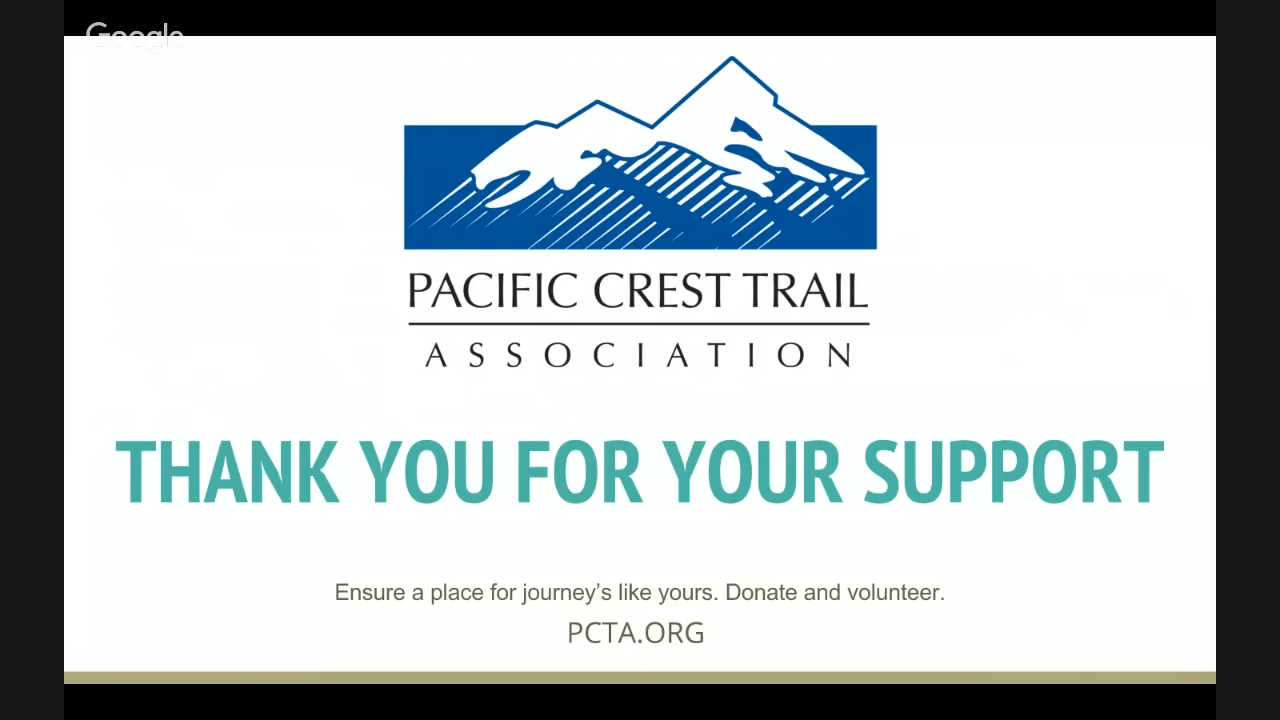 Google
PACIFIC CREST TRAIL
ASSOCIATION
THANK YOU FOR YOUR SUPPORT
Ensure a place for journey’s like yours. Donate and volunteer.
PCTA.ORG